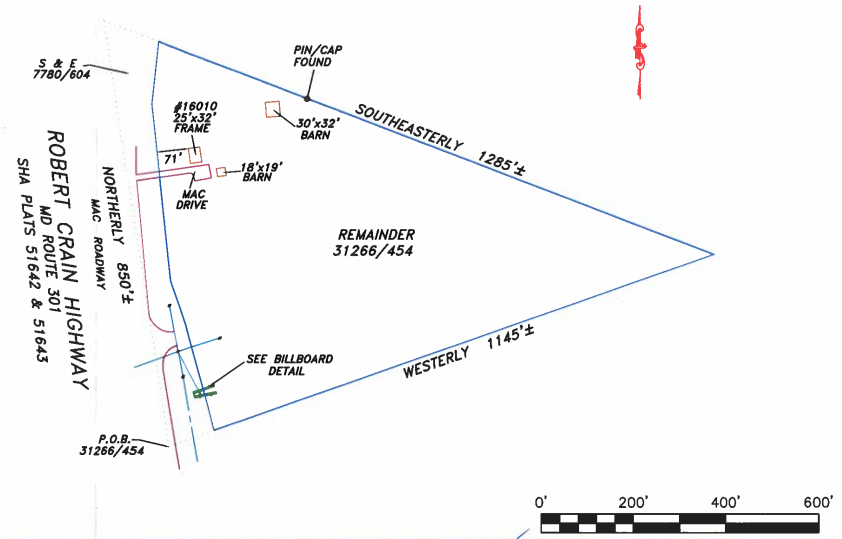 S & E
7780/604
PIN/CAP
FOUND
#16010
25'x32'
FRAME
30'x32'
BARN
SOUTHEASTERLY 1285'±
71'
18'x19'
BARN
MAC
DRIVE
ROBERT CRAIN HIGHWAY
MD ROUTE 301
SHA PLATS 51642 & 51643
NORTHERLY 850'±
MAC ROADWAY
REMAINDER
31266/454
SEE BILLBOARD
DETAIL
WESTERLY 1145'±
P.O.B.
31266/454
0' 200' 400' 600'